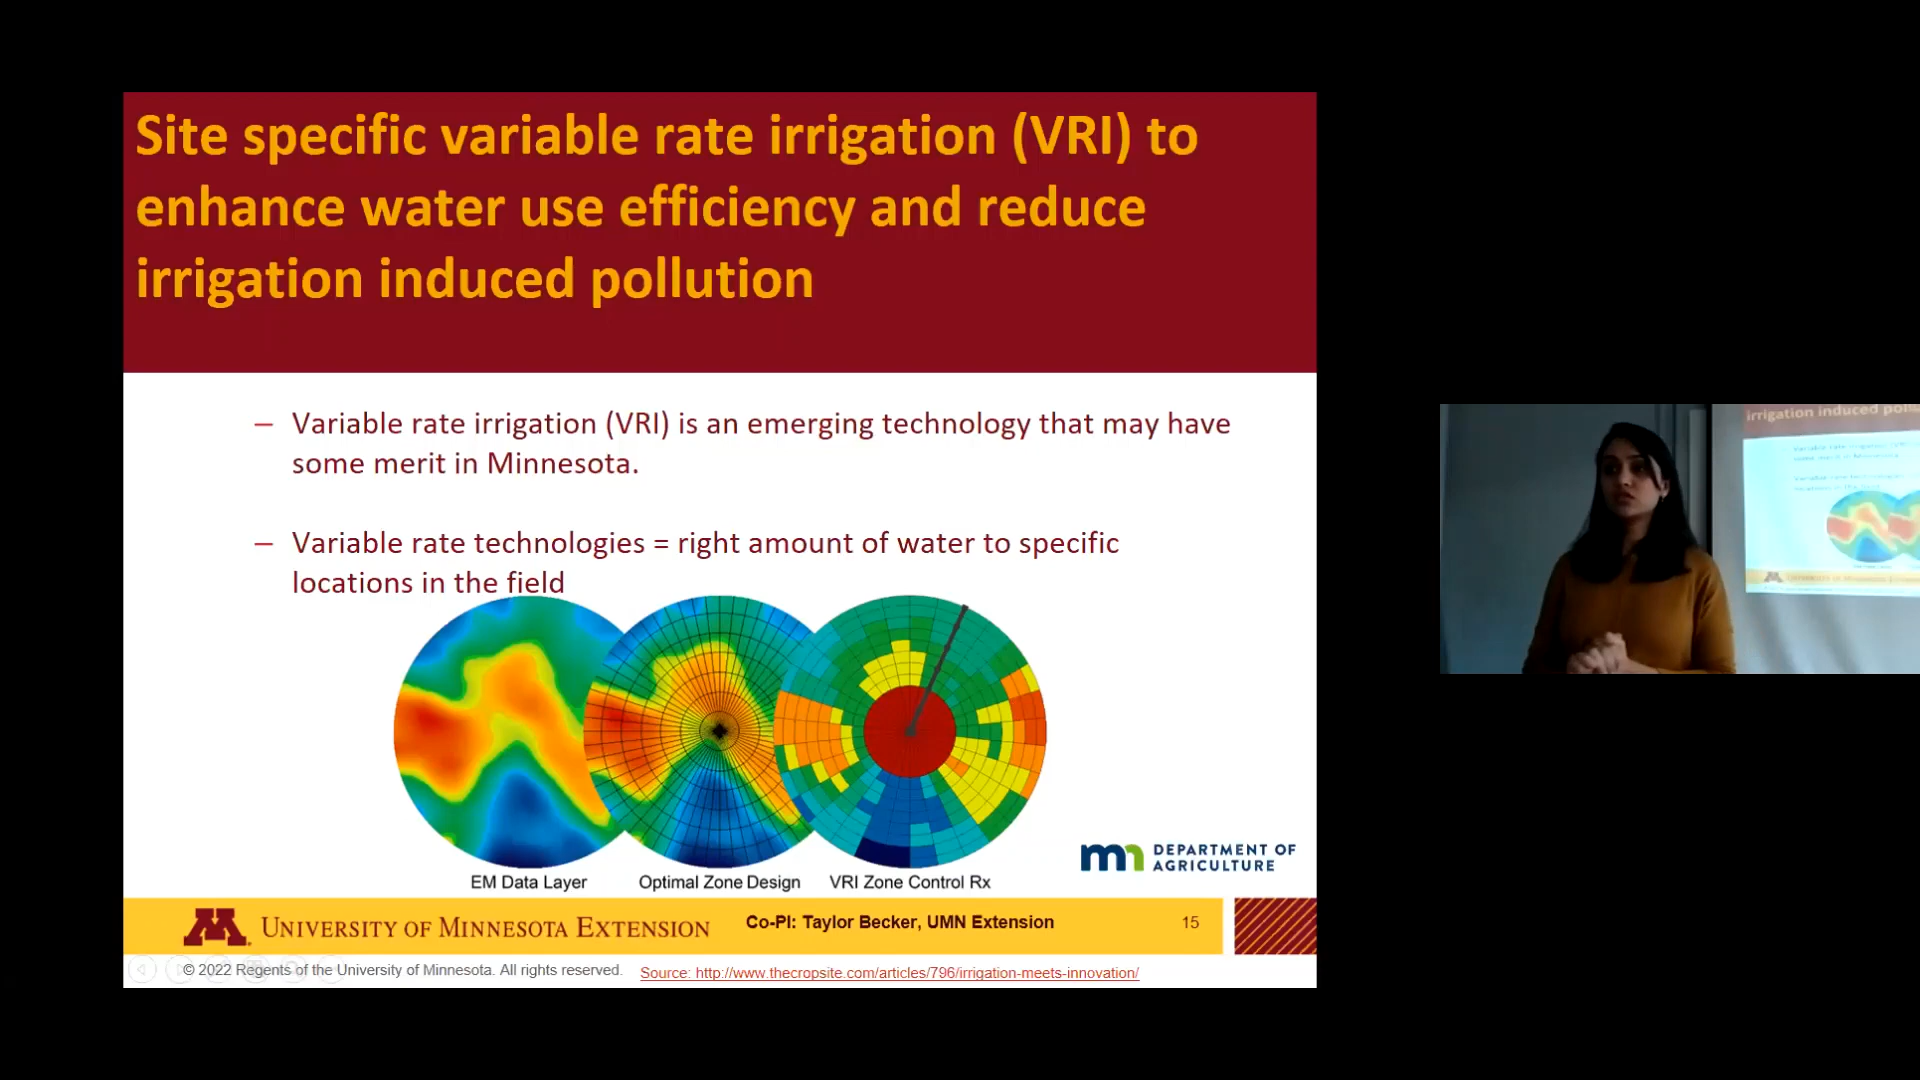 Site specific variable rate irrigation (VRI) to
enhance water use efficiency and reduce
irrigation induced pollution
– Variable rate irrigation (VRI) is an emerging technology that may have
some merit in Minnesota.
– Variable rate technologies = right amount of water to specific
locations in the field
EM Data Layer
Optimal Zone Design
VRI Zone Control Rx
mn DEPARTMENT OF
AGRICULTURE
M UNIVERSITY OF MINNESOTA EXTENSION
Co-PI: Taylor Becker, UMN Extension
15
© 2022 Regents of the University of Minnesota. All rights reserved.
Source: http://www.thecropsite.com/articles/796/irrigation-meets-innovation/
irrigation induced